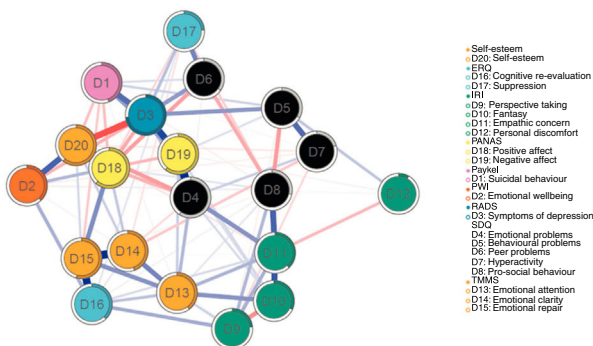 D17
D6
D1
D5
D3
D20
D19
D7
D18
D2
D8
D12
D4
D14
D11
D15
D13
D10
D16
D9
Self-esteem
D20: Self-esteem
ERQ
D16: Cognitive re-evaluation
D17: Suppression
IRI
D9: Perspective taking
D10: Fantasy
D11: Empathic concern
D12: Personal discomfort
PANAS
D18: Positive affect
D19: Negative affect
Paykel
D1: Suicidal behaviour
PWI
D2: Emotional wellbeing
RADS
D3: Symptoms of depression
SDQ
D4: Emotional problems
D5: Behavioural problems
D6: Peer problems
D7: Hyperactivity
D8: Pro-social behaviour
TMMS
D13: Emotional attention
D14: Emotional clarity
D15: Emotional repair